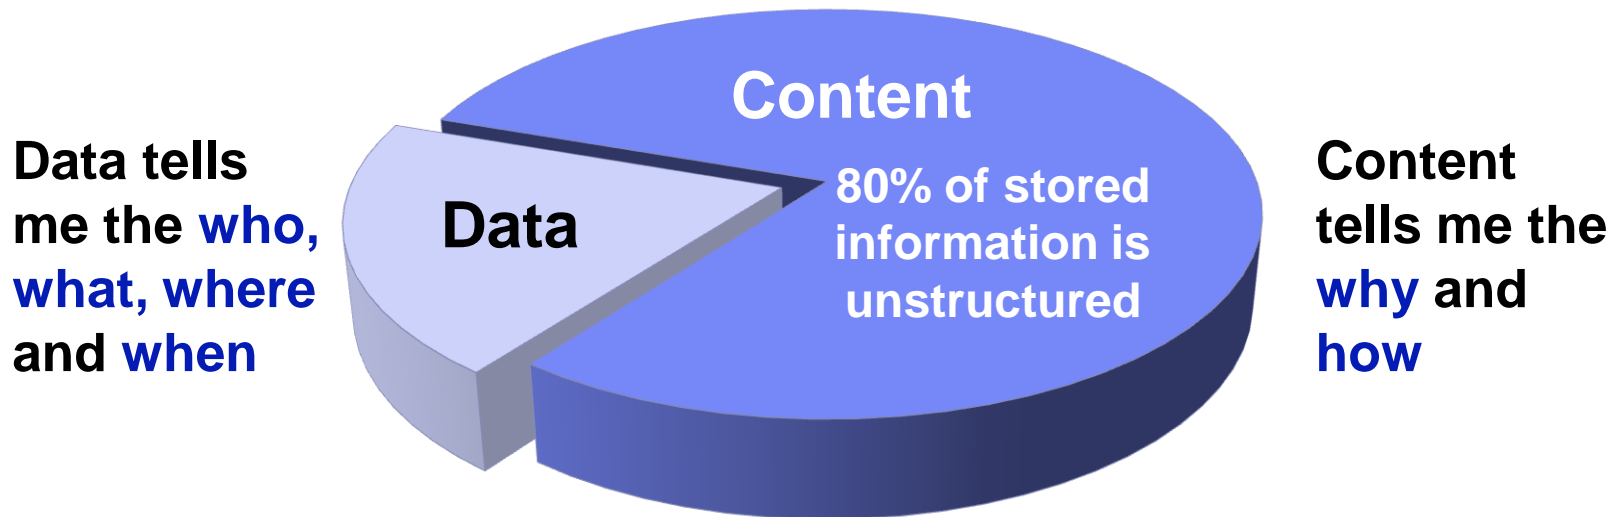 Data tells
me the who,
what, where
and when
Data
Content
80% of stored
information is
unstructured
Content
tells me the
why and
how